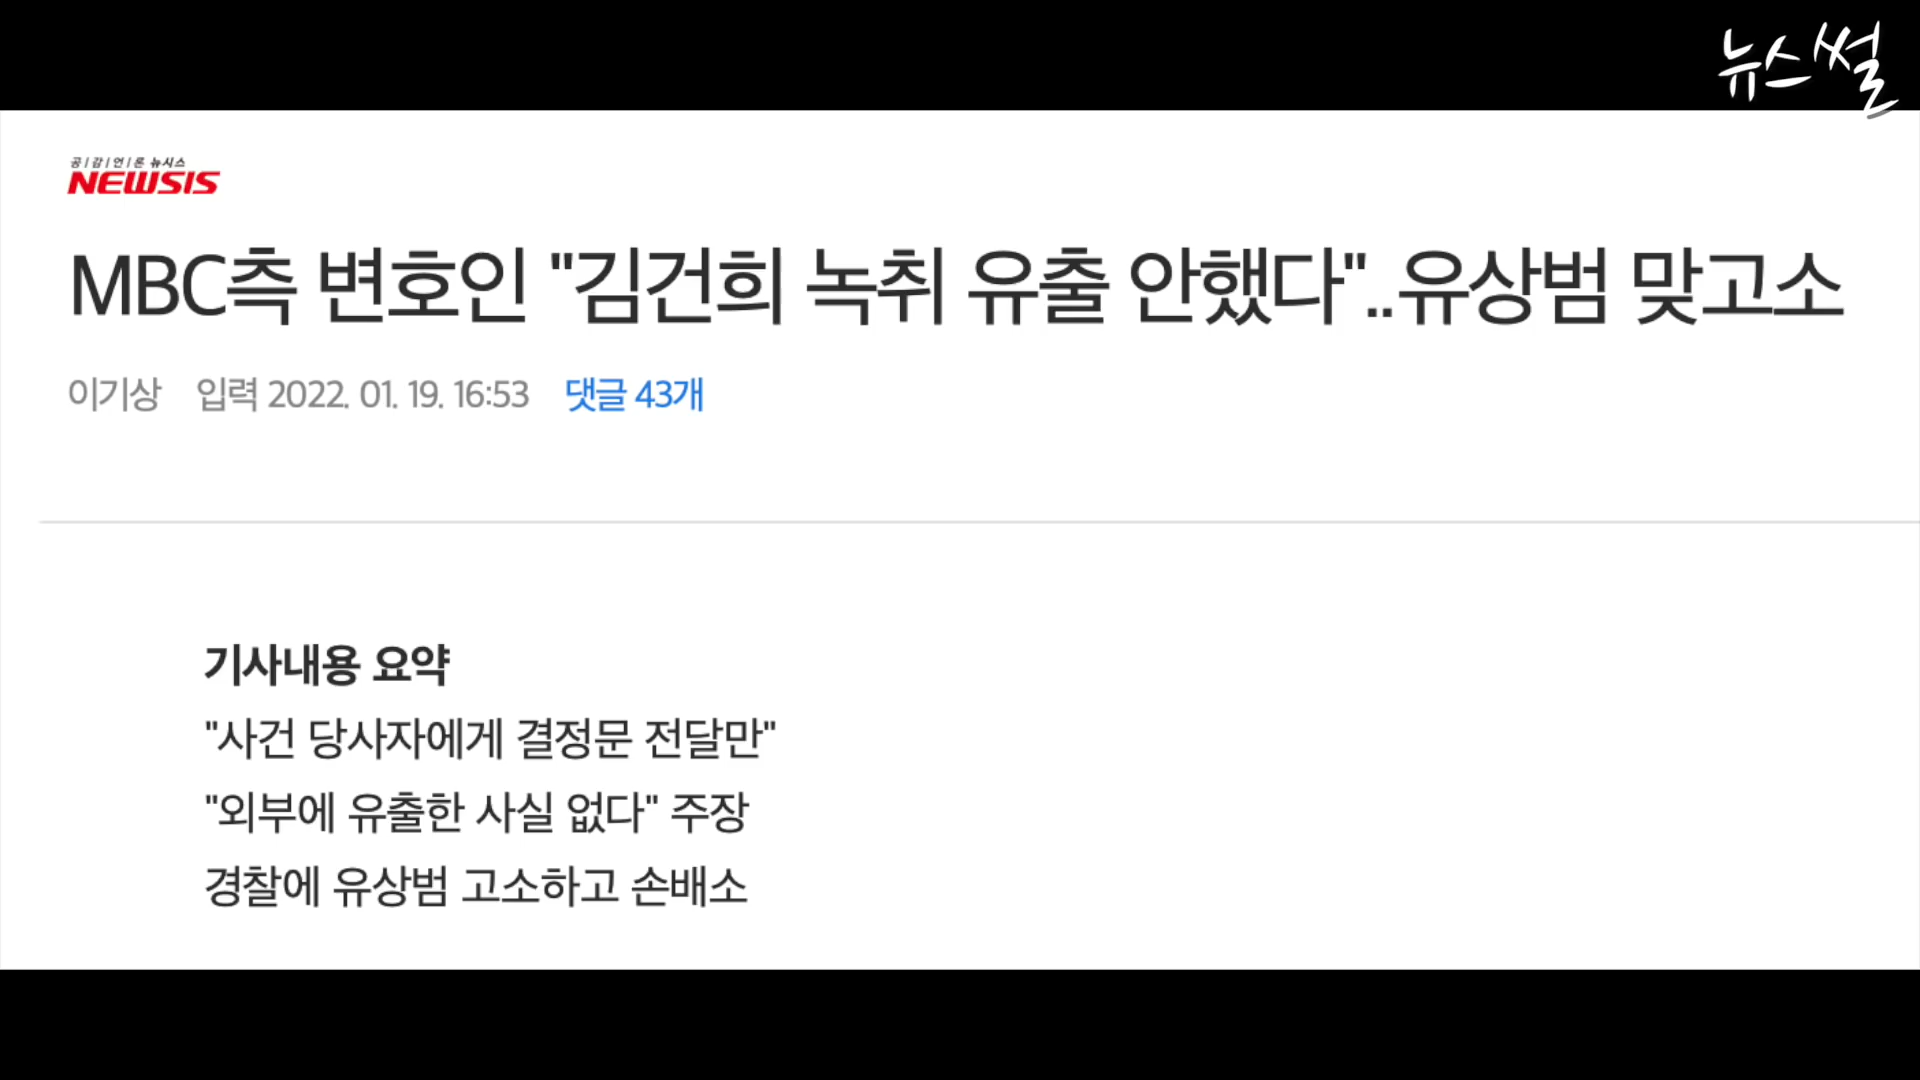 뉴스썰
공|감|언|론 뉴시스
NEWSIS
MBC측 변호인 "김건희 녹취 유출 안했다"..유상범 맞고소
이기상 입력 2022. 01. 19. 16:53 댓글 43개
기사내용 요약
"사건 당사자에게 결정문 전달만"
"외부에 유출한 사실 없다" 주장
경찰에 유상범 고소하고 손배소